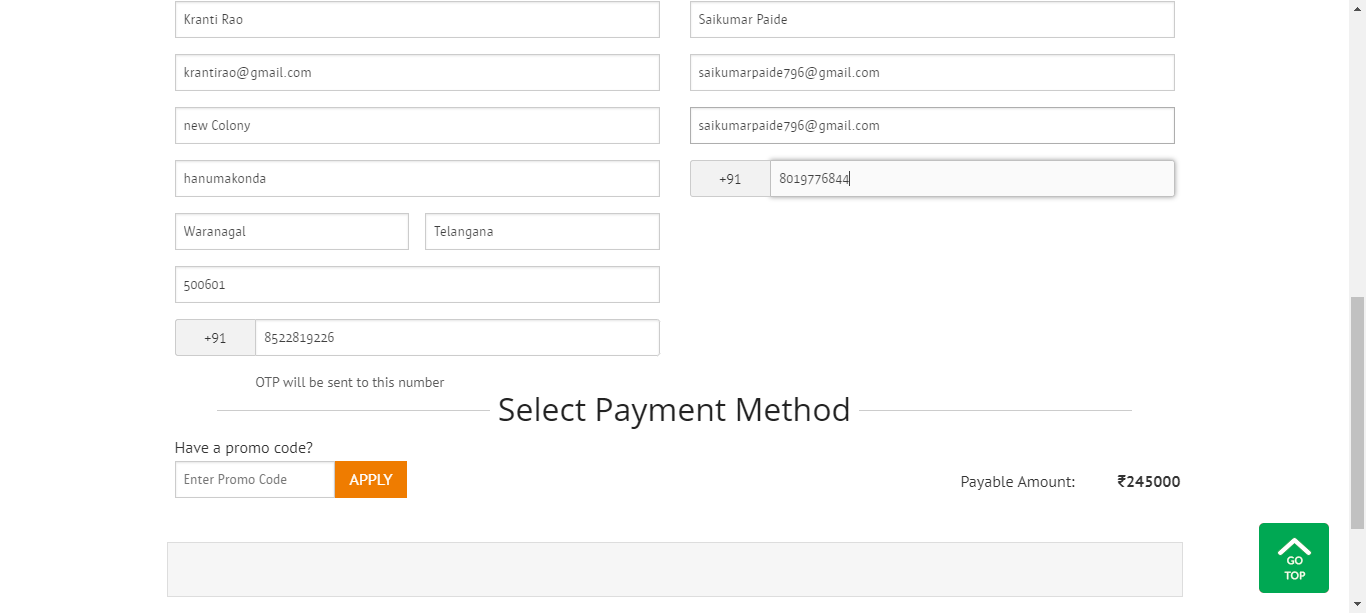 Kranti Rao
Saikumar Paide
krantirao@gmail.com
saikumarpaide796@gmail.com
new Colony
saikumarpaide796@gmail.com
hanumakonda
+91 8019776844
Waranagal
Telangana
500601
+91 8522819226
OTP will be sent to this number
Select Payment Method
Have a promo code?
Enter Promo Code APPLY
Payable Amount: ₹245000
GO
TOP